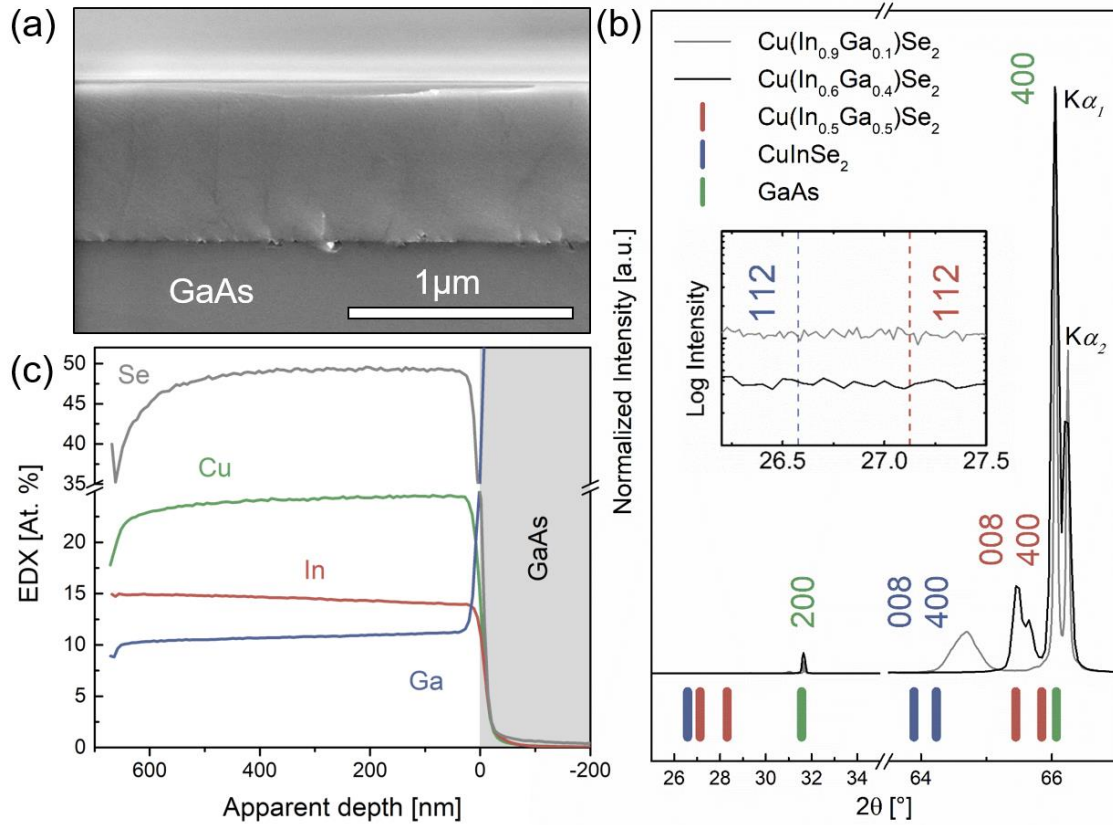 (a)
GaAs
1µm
(b)
Cu(In0.9Ga0.1)Se2
Cu(In0.6Ga0.4)Se2
Cu(In0.5Ga0.5)Se2
CuInSe2
GaAs
400
Kα1
Kα2
Log Intensity
112
112
26.5
27.0
27.5
Normalized Intensity [a.u.]
200
008
400
008
400
26
28
30
32
34
64
66
2θ [°]
(c)
Se
Cu
In
Ga
GaAs
EDX [At. %]
50
45
40
35
20
15
10
5
0
600
400
200
0
-200
Apparent depth [nm]